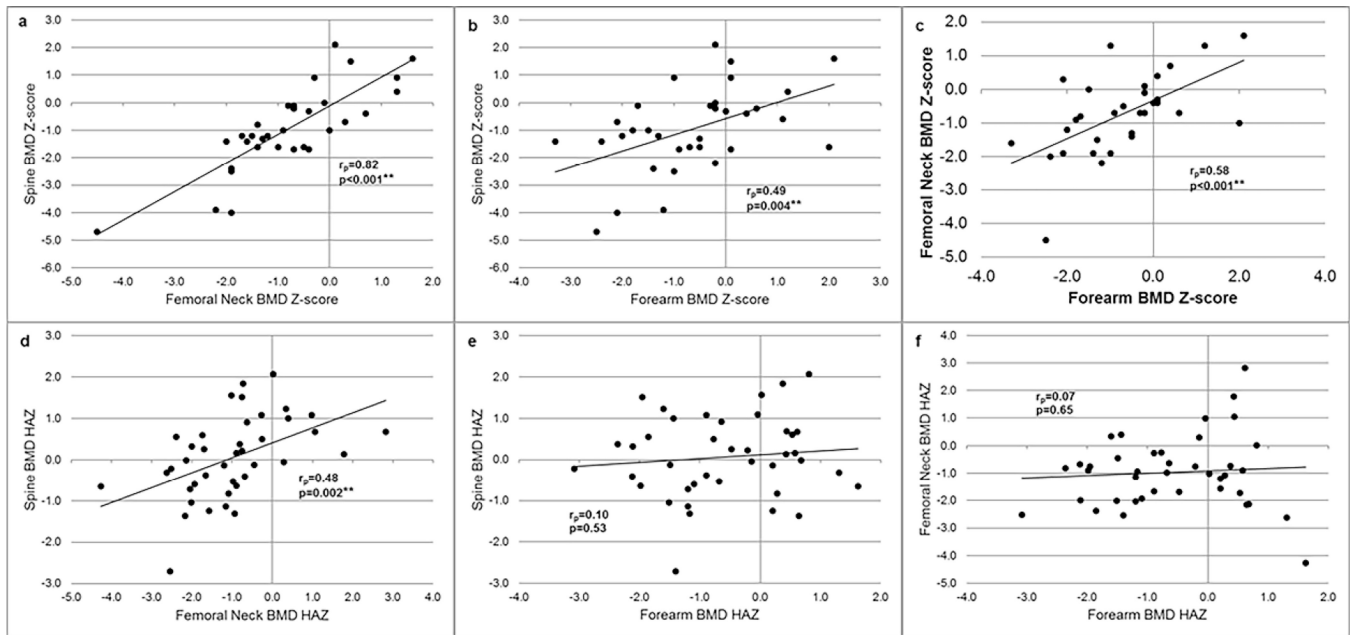 a
3.0
2.0
1.0
0.0
-1.0
-2.0
-3.0
-4.0
-5.0
-6.0
Spine BMD Z-score
rp=0.82
p<0.001**
-5.0 -4.0 -3.0 -2.0 -1.0 0.0 1.0 2.0
Femoral Neck BMD Z-score
b
3.0
2.0
1.0
0.0
-1.0
-2.0
-3.0
-4.0
-5.0
-6.0
Spine BMD Z-score
rp=0.49
p=0.004**
-4.0 -3.0 -2.0 -1.0 0.0 1.0 2.0 3.0
Forearm BMD Z-score
c
2.0
1.0
0.0
-1.0
-2.0
-3.0
-4.0
-5.0
Femoral Neck BMD Z-score
rp=0.58
p<0.001**
-4.0 -2.0 0.0 2.0 4.0
Forearm BMD Z-score
d
3.0
2.0
1.0
0.0
-1.0
-2.0
-3.0
Spine BMD HAZ
rp=0.48
p=0.002**
-5.0 -4.0 -3.0 -2.0 -1.0 0.0 1.0 2.0 3.0 4.0
Femoral Neck BMD HAZ
e
3.0
2.0
1.0
0.0
-1.0
-2.0
-3.0
Spine BMD HAZ
rp=0.10
p=0.53
-4.0 -3.0 -2.0 -1.0 0.0 1.0 2.0
Forearm BMD HAZ
f
4.0
3.0
2.0
1.0
0.0
-1.0
-2.0
-3.0
-4.0
-5.0
Femoral Neck BMD HAZ
rp=0.07
p=0.65
-4.0 -3.0 -2.0 -1.0 0.0 1.0 2.0
Forearm BMD HAZ